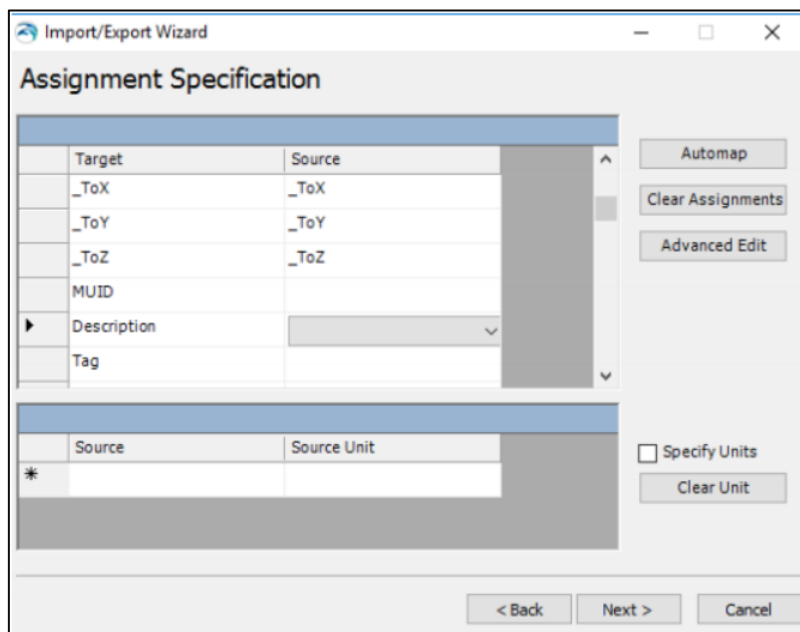 Import/Export Wizard
Assignment Specification
Target Source
_ToX _ToX
_ToY _ToY
_ToZ _ToZ
MUID
Description
Tag
Automap
Clear Assignments
Advanced Edit
Source Source Unit
*
Specify Units
Clear Unit
< Back Next > Cancel